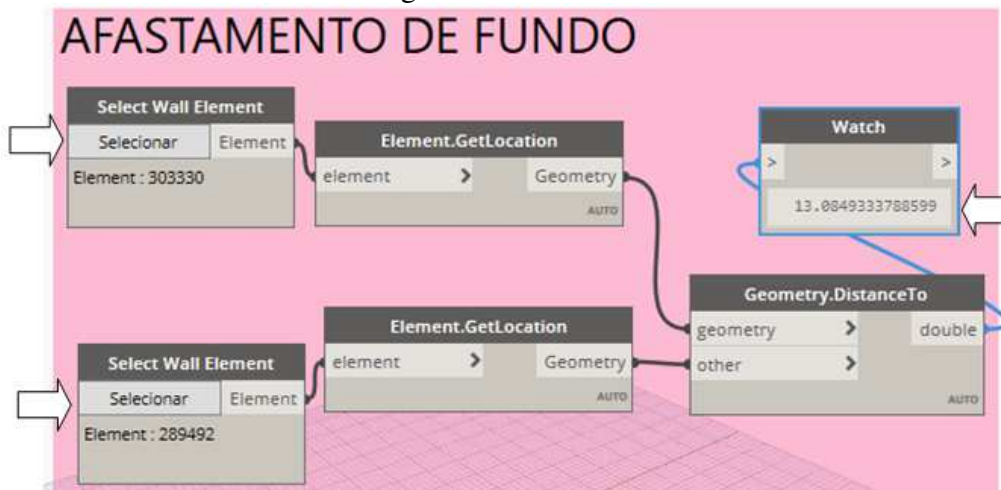 AFASTAMENTO DE FUNDO
Select Wall Element
Selecionar Element
Element : 303330
Element.GetLocation
element > Geometry
AUTO
Watch
> >
13.0849333788599
Geometry.DistanceTo
geometry > double
other >
AUTO
Element.GetLocation
element > Geometry
AUTO
Select Wall Element
Selecionar Element
Element : 289492